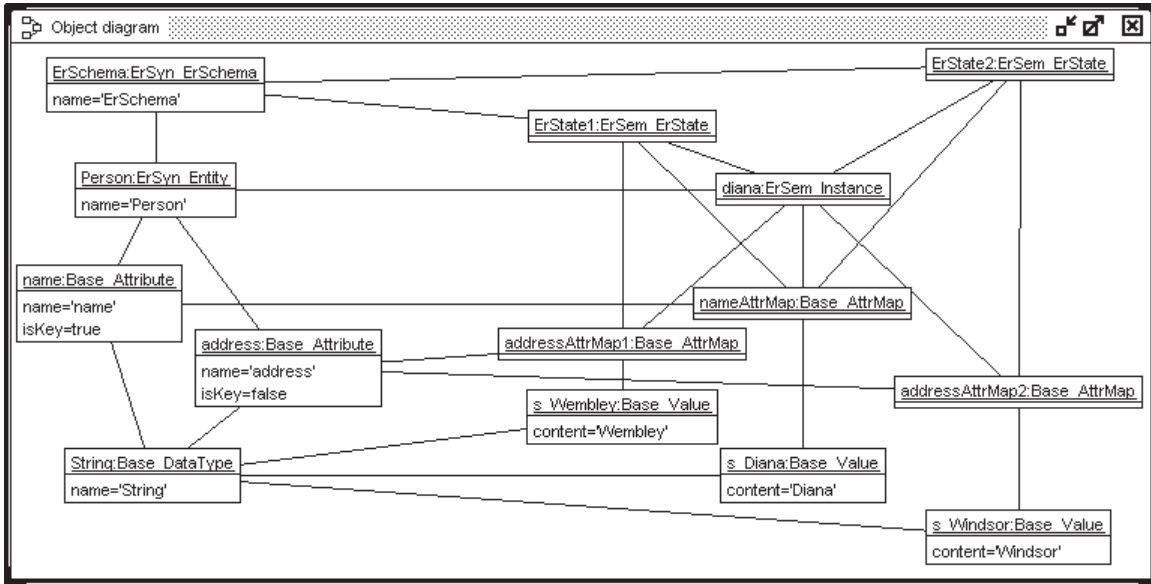 Object diagram
ErSchema:ErSyn_ErSchema
name='ErSchema'
ErState2:ErSem_ErState
ErState1:ErSem_ErState
Person:ErSyn_Entity
name='Person'
diana:ErSem_Instance
name:Base_Attribute
name='name'
isKey=true
nameAttrMap:Base_AttrMap
address:Base_Attribute
name='address'
isKey=false
addressAttrMap1:Base_AttrMap
addressAttrMap2:Base_AttrMap
s_Wembley:Base_Value
content='Wembley'
String:Base_DataType
name='String'
s_Diana:Base_Value
content='Diana'
s_Windsor:Base_Value
content='Windsor'